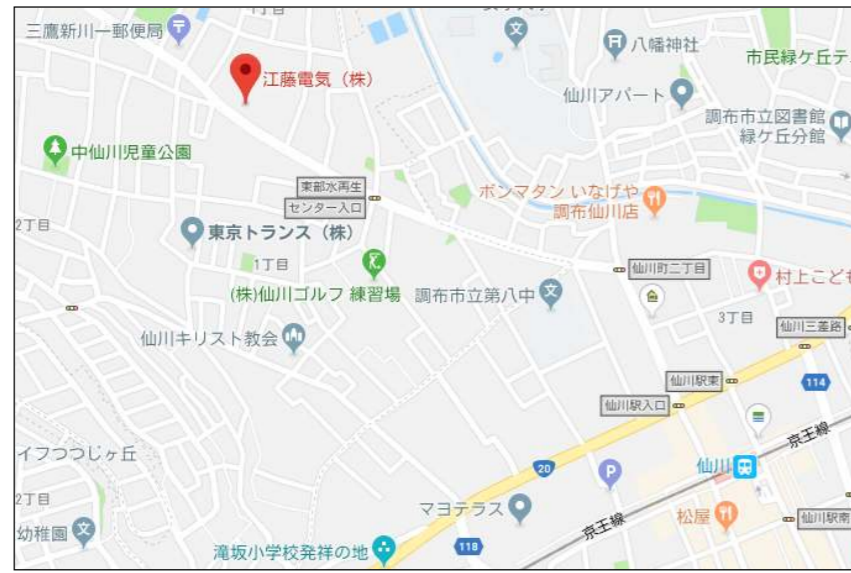 1丁目
三鷹新川一郵便局
八幡神社
江藤電気（株）
市民緑ケ丘テ
仙川アパート
調布市立図書館
緑ケ丘分館
中仙川児童公園
東部水再生
センター入口
ボンマタン いなげや
調布仙川店
2丁目
東京トランス（株）
1丁目
仙川町二丁目
(株)仙川ゴルフ 練習場
調布市立第八中
村上こども
3丁目
仙川三差路
仙川キリスト教会
仙川駅東
114
仙川駅入口
京王線
イフつつじヶ丘
20
P
仙川
2丁目
マヨテラス
松屋
仙川駅南
京王線
幼稚園
滝坂小学校発祥の地
118